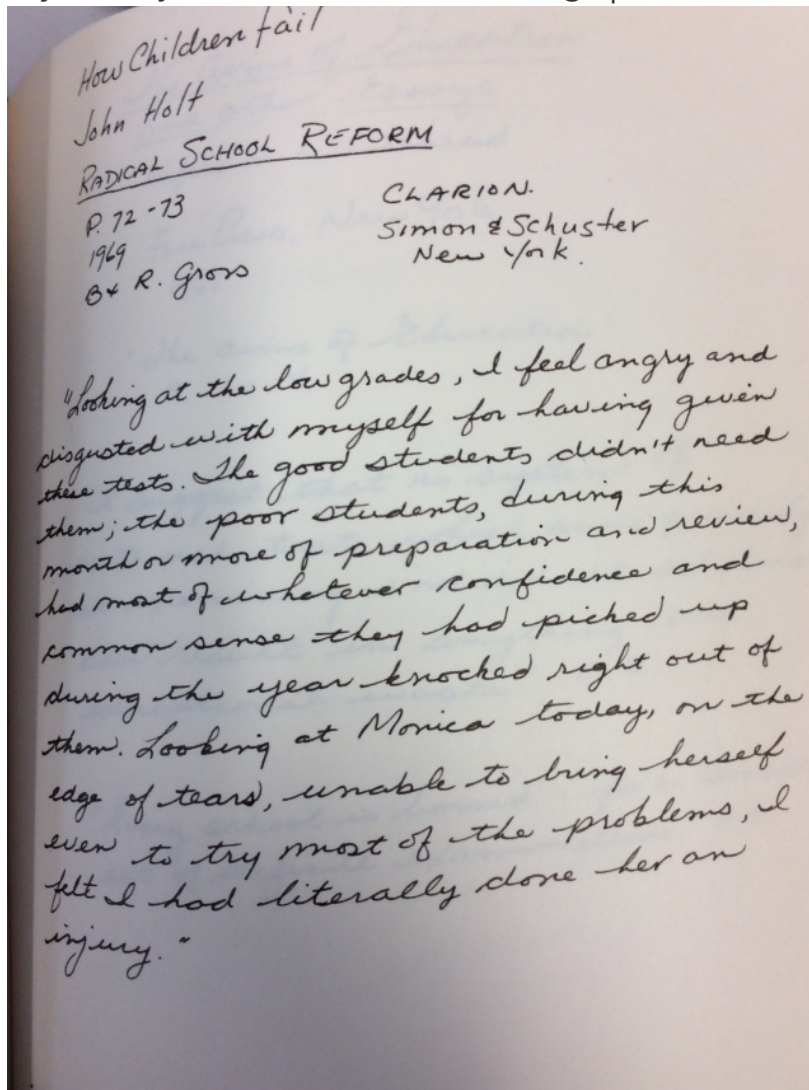 How Children Fail
John Holt
RADICAL SCHOOL REFORM
P. 72-73
1969
B & R. Gross
CLARION.
Simon & Schuster
New York.
"Looking at the low grades, I feel angry and
disgusted with myself for having given
these tests. The good students didn't need
them; the poor students, during this
month or more of preparation and review,
had most of whatever confidence and
common sense they had picked up
during the year knocked right out of
them. Looking at Monica today, on the
edge of tears, unable to bring herself
even to try most of the problems, I
felt I had literally done her an
injury."